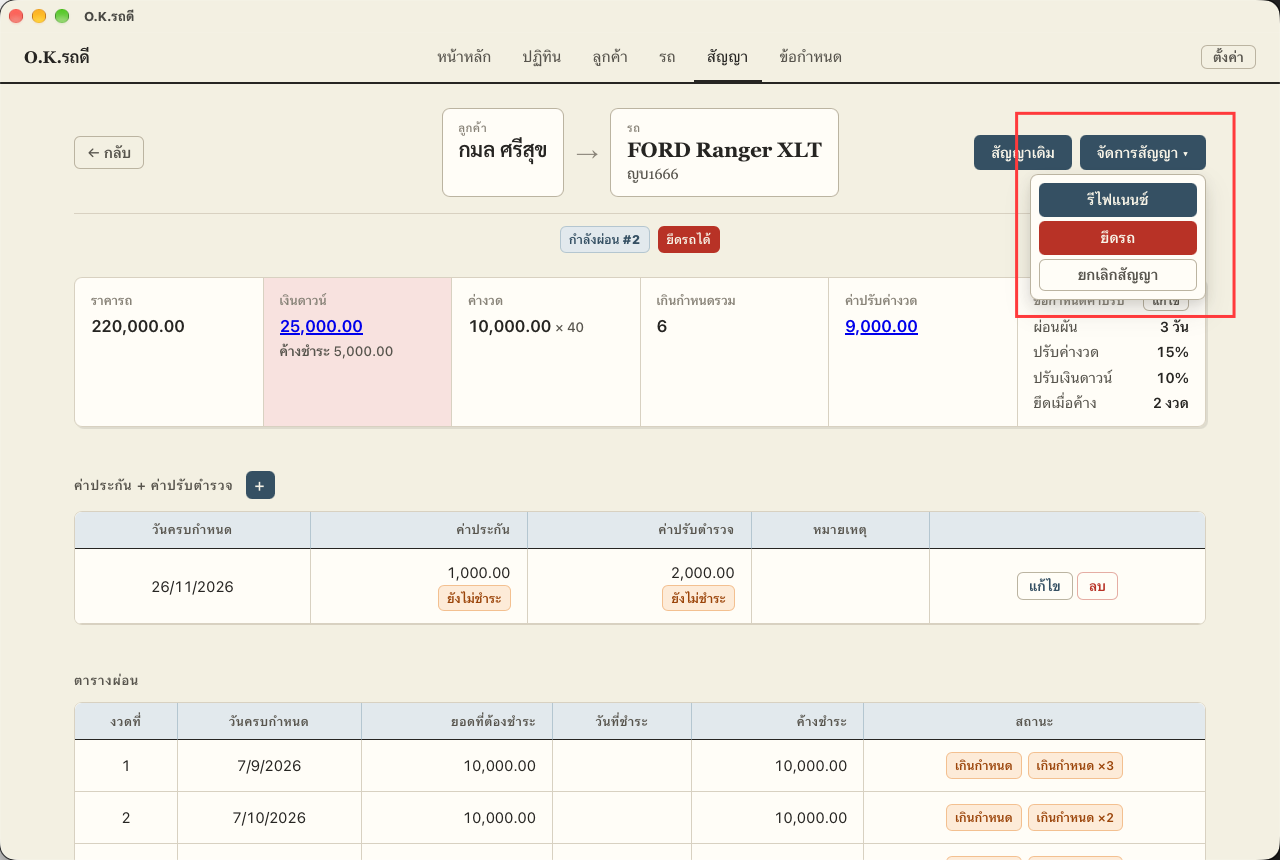 O.K.รถดี
O.K.รถดี
หน้าหลัก ปฏิทิน ลูกค้า รถ สัญญา ข้อกำหนด
ตั้งค่า
← กลับ
ลูกค้า
กมล ศรีสุข
→
รถ
FORD Ranger XLT
ญบ1666
สัญญาเดิม
จัดการสัญญา ▾
รีไฟแนนซ์
ยึดรถ
ยกเลิกสัญญา
กำลังผ่อน #2 ยึดรถได้
ราคารถ
220,000.00
เงินดาวน์
25,000.00
ค้างชำระ 5,000.00
ค่างวด
10,000.00 × 40
เกินกำหนดรวม
6
ค่าปรับค่างวด
9,000.00
ข้อกำหนดค่าปรับ แก้ไข
ผ่อนผัน 3 วัน
ปรับค่างวด 15%
ปรับเงินดาวน์ 10%
ยึดเมื่อค้าง 2 งวด
ค่าประกัน + ค่าปรับตำรวจ +
วันครบกำหนด ค่าประกัน ค่าปรับตำรวจ หมายเหตุ
26/11/2026 1,000.00 ยังไม่ชำระ 2,000.00 ยังไม่ชำระ แก้ไข ลบ
ตารางผ่อน
งวดที่ วันครบกำหนด ยอดที่ต้องชำระ วันที่ชำระ ค้างชำระ สถานะ
1 7/9/2026 10,000.00 10,000.00 เกินกำหนด เกินกำหนด ×3
2 7/10/2026 10,000.00 10,000.00 เกินกำหนด เกินกำหนด ×2